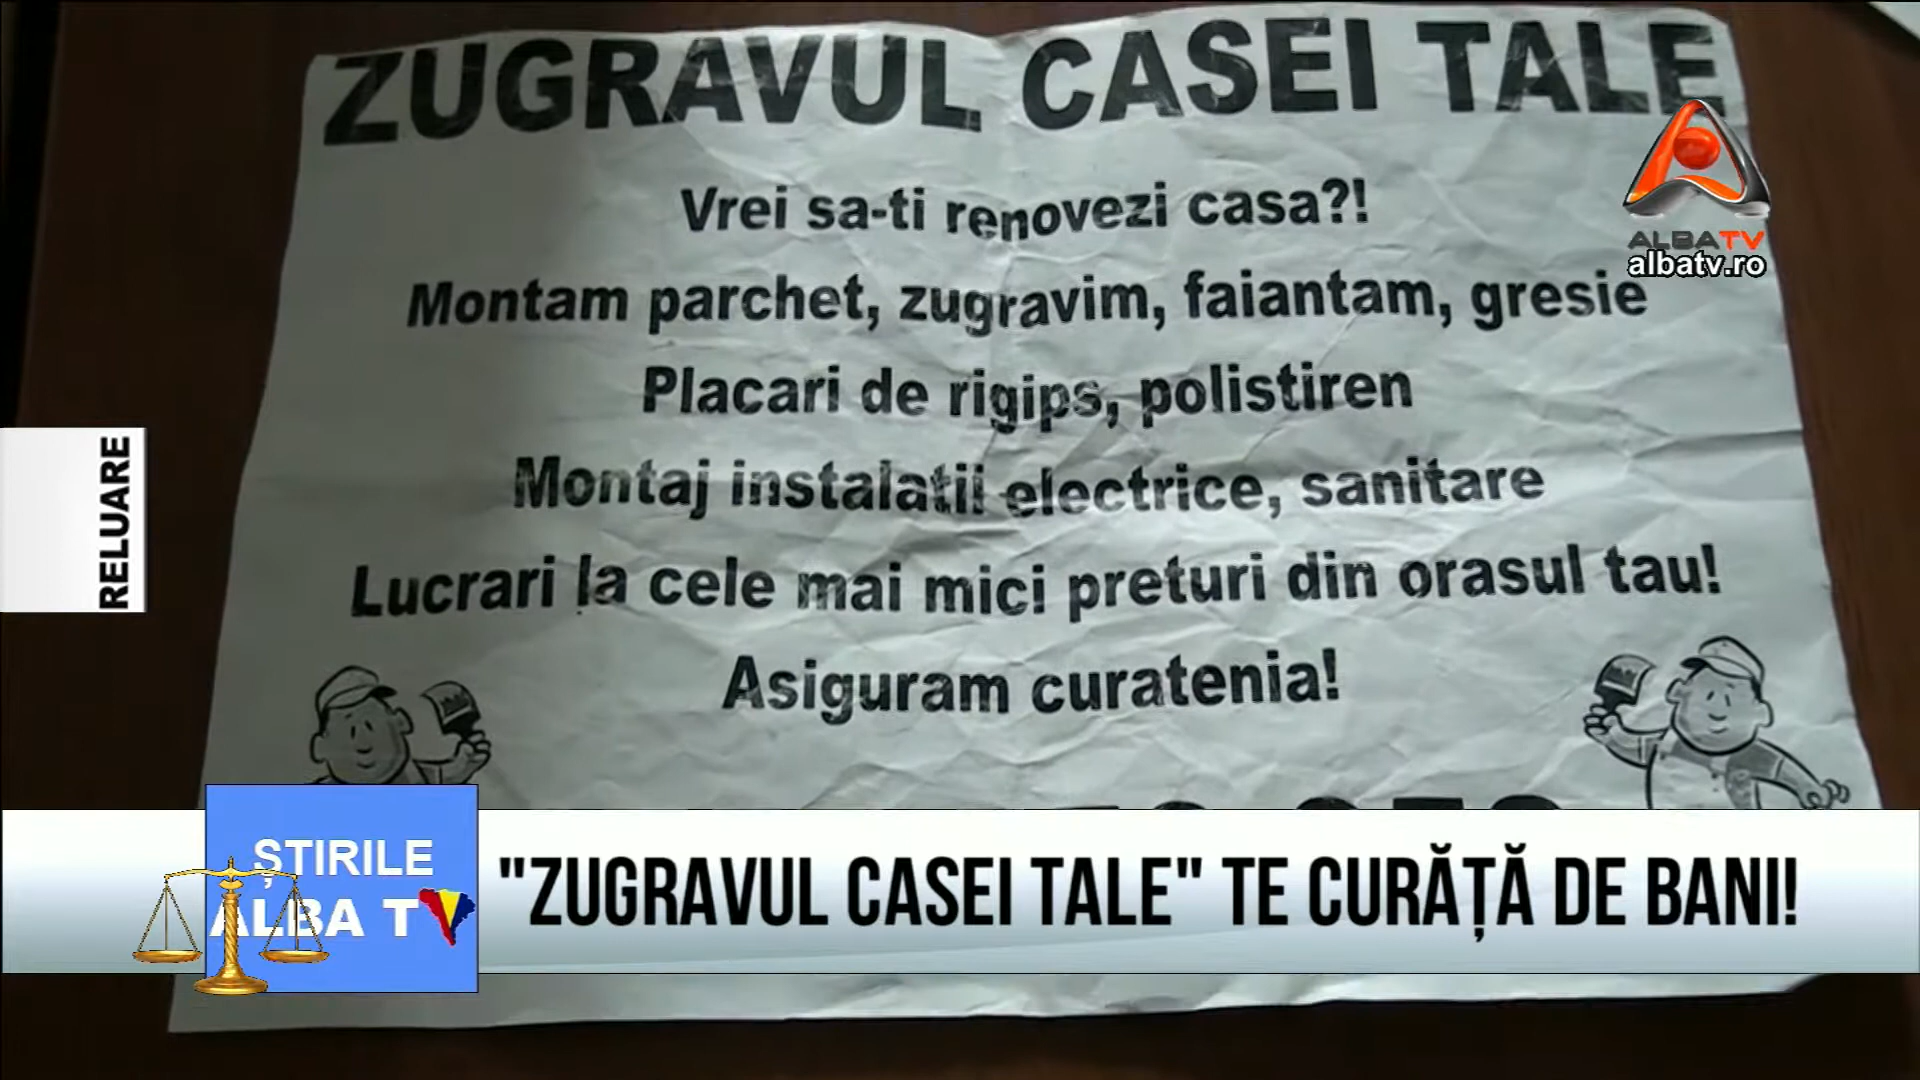 ZUGRAVUL CASEI TALE
Vrei sa-ti renovezi casa?!
Montam parchet, zugravim, faiantam, gresie
Placari de rigips, polistiren
Montaj instalatii electrice, sanitare
Lucrari la cele mai mici preturi din orasul tau!
Asiguram curatenia!
ALBA TV
albatv.ro
RELUARE
ȘTIRILE
ALBA TV
"ZUGRAVUL CASEI TALE" TE CURĂȚĂ DE BANI!